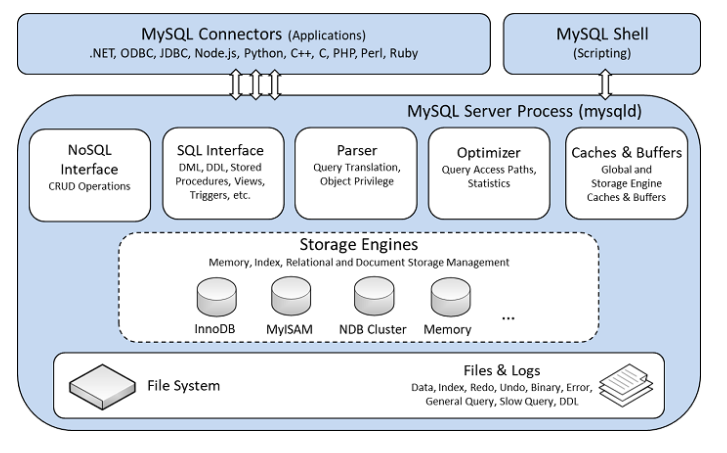 MySQL Connectors (Applications)
.NET, ODBC, JDBC, Node.js, Python, C++, C, PHP, Perl, Ruby
MySQL Shell
(Scripting)
MySQL Server Process (mysqld)
NoSQL
Interface
CRUD Operations
SQL Interface
DML, DDL, Stored
Procedures, Views,
Triggers, etc.
Parser
Query Translation,
Object Privilege
Optimizer
Query Access Paths,
Statistics
Caches & Buffers
Global and
Storage Engine
Caches & Buffers
Storage Engines
Memory, Index, Relational and Document Storage Management
InnoDB
MyISAM
NDB Cluster
Memory
...
File System
Files & Logs
Data, Index, Redo, Undo, Binary, Error,
General Query, Slow Query, DDL